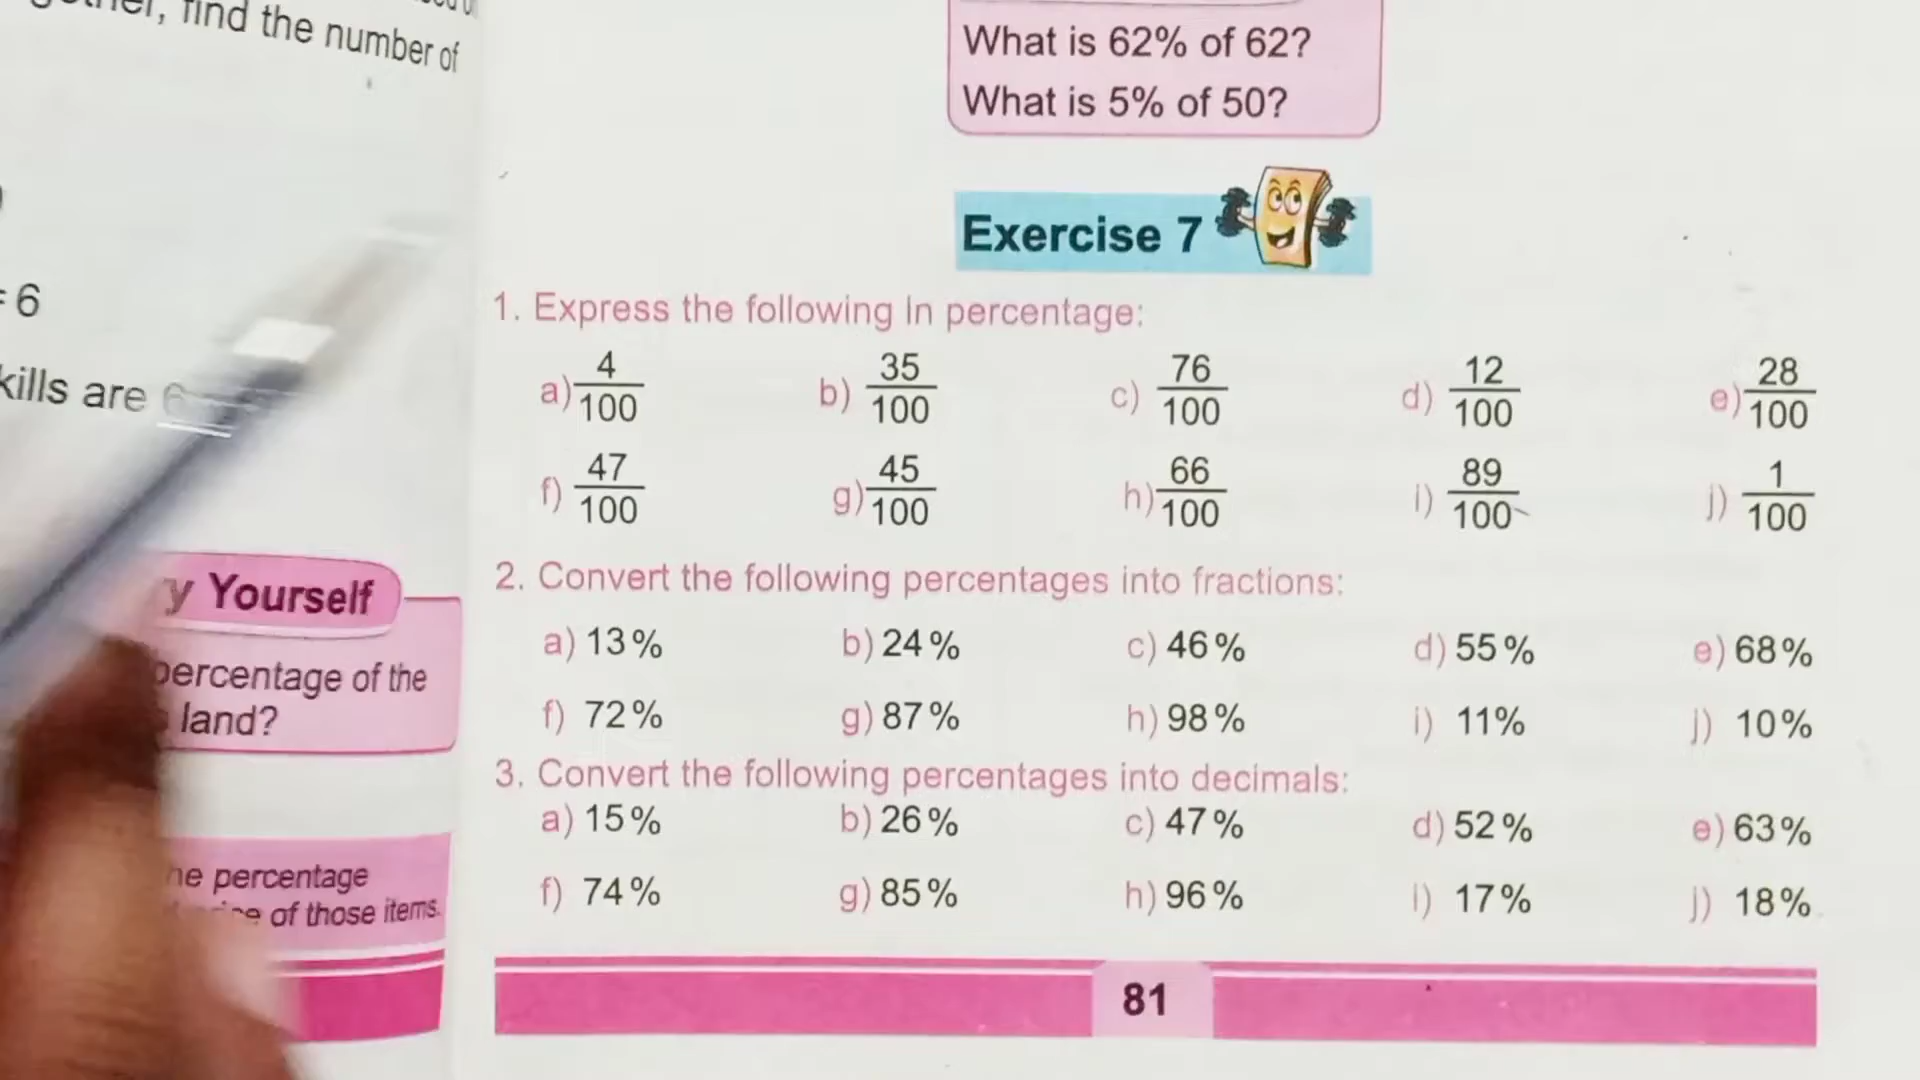 find the number of
= 6
kills are
y Yourself
percentage of the
land?
he percentage
of those items.
What is 62% of 62?
What is 5% of 50?
Exercise 7
1. Express the following in percentage:
a) 4/100 b) 35/100 c) 76/100 d) 12/100 e) 28/100
f) 47/100 g) 45/100 h) 66/100 i) 89/100 j) 1/100
2. Convert the following percentages into fractions:
a) 13% b) 24% c) 46% d) 55% e) 68%
f) 72% g) 87% h) 98% i) 11% j) 10%
3. Convert the following percentages into decimals:
a) 15% b) 26% c) 47% d) 52% e) 63%
f) 74% g) 85% h) 96% i) 17% j) 18%
81